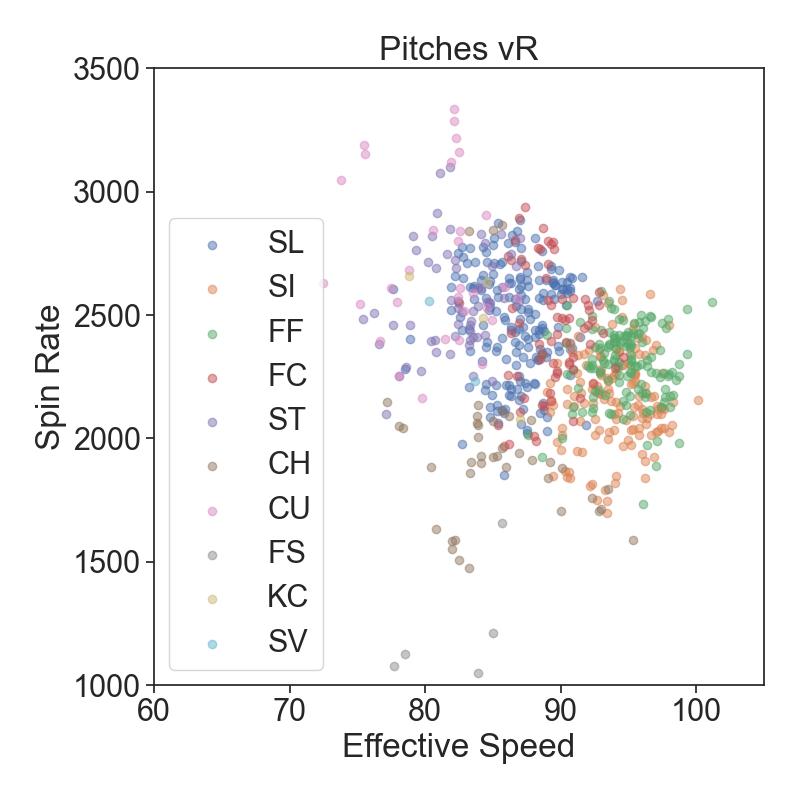 Pitches vR
3500
3000
2500
2000
1500
1000
Spin Rate
SL
SI
FF
FC
ST
CH
CU
FS
KC
SV
60 70 80 90 100
Effective Speed